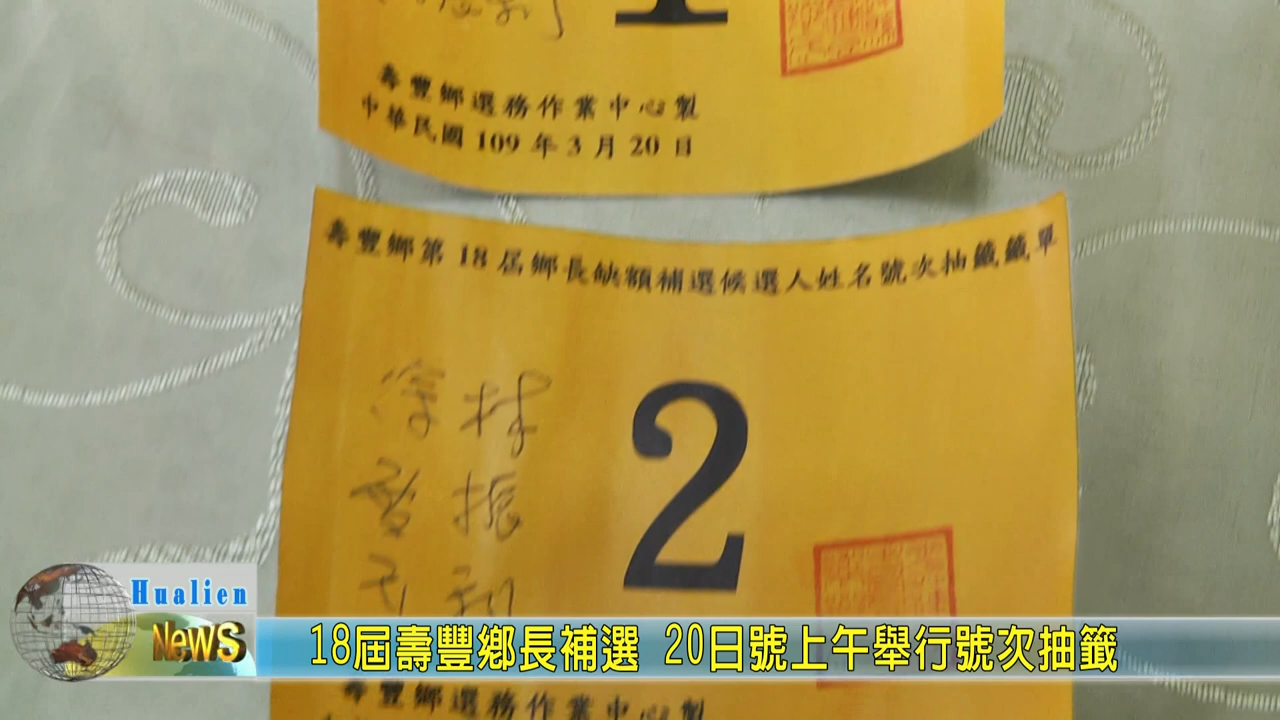 1
壽豐鄉選務作業中心製
中華民國 109 年 3 月 20 日
壽豐鄉第 18 屆鄉長缺額補選候選人姓名號次抽籤籤單
2
林振利
壽豐鄉選務作業中心製
Hualien
NewS
18屆壽豐鄉長補選 20日號上午舉行號次抽籤